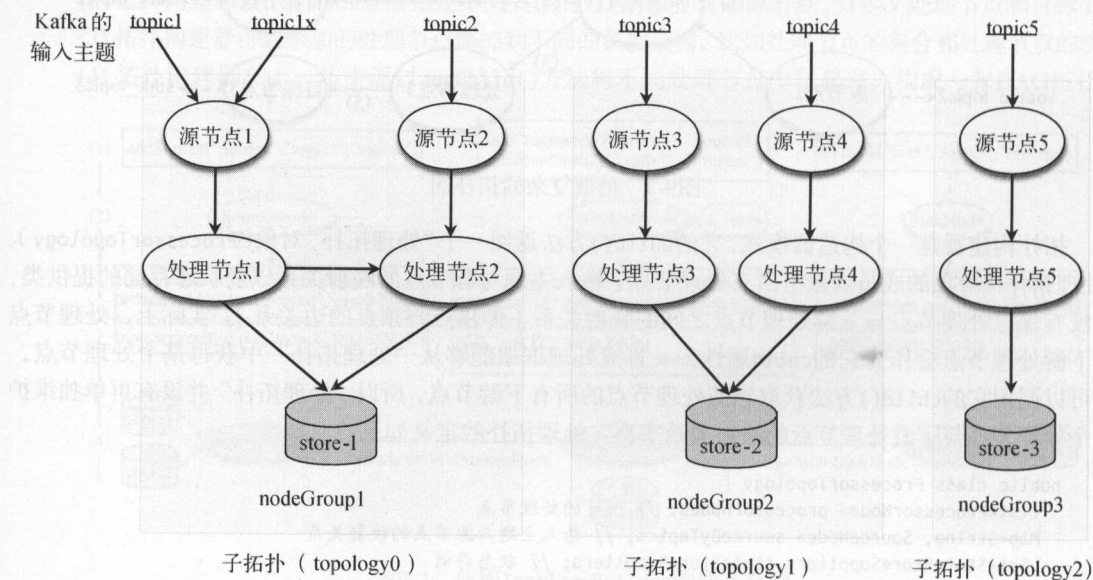 Kafka的
输入主题
topic1 topic1x topic2 topic3 topic4 topic5
源节点1 源节点2 源节点3 源节点4 源节点5
处理节点1 处理节点2 处理节点3 处理节点4 处理节点5
store-1 store-2 store-3
nodeGroup1 nodeGroup2 nodeGroup3
子拓扑（topology0） 子拓扑（topology1） 子拓扑（topology2）